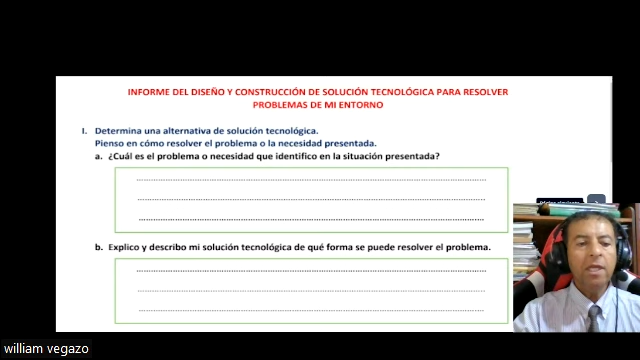 INFORME DEL DISEÑO Y CONSTRUCCIÓN DE SOLUCIÓN TECNOLÓGICA PARA RESOLVER
PROBLEMAS DE MI ENTORNO
I. Determina una alternativa de solución tecnológica.
Pienso en cómo resolver el problema o la necesidad presentada.
a. ¿Cuál es el problema o necesidad que identifico en la situación presentada?
b. Explico y describo mi solución tecnológica de qué forma se puede resolver el problema.
william vegazo